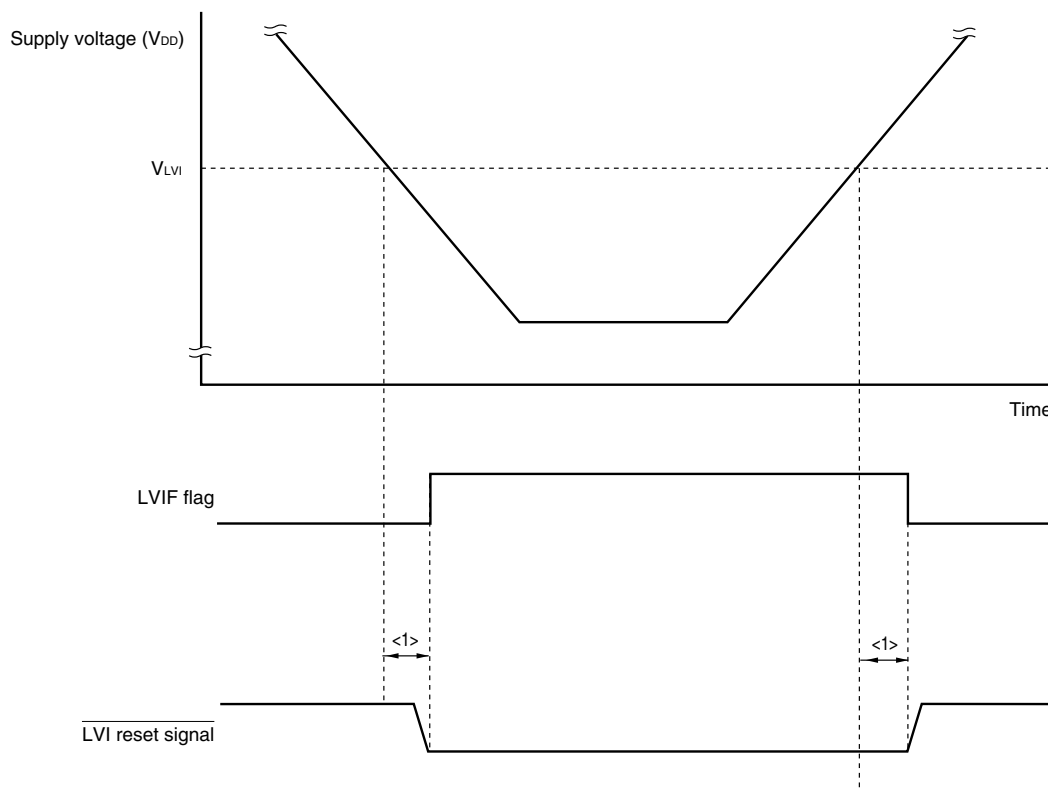 Supply voltage (VDD)
VLVI
Time
LVIF flag
<1>
<1>
LVI reset signal